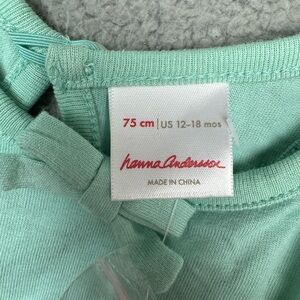 75 cm | US 12-18 mos
hanna andersson
MADE IN CHINA